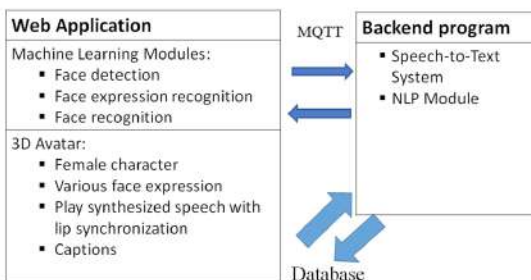 Web Application
Machine Learning Modules:
▪ Face detection
▪ Face expression recognition
▪ Face recognition
3D Avatar:
▪ Female character
▪ Various face expression
▪ Play synthesized speech with
lip synchronization
▪ Captions
MQTT
Backend program
▪ Speech-to-Text
System
▪ NLP Module
Database